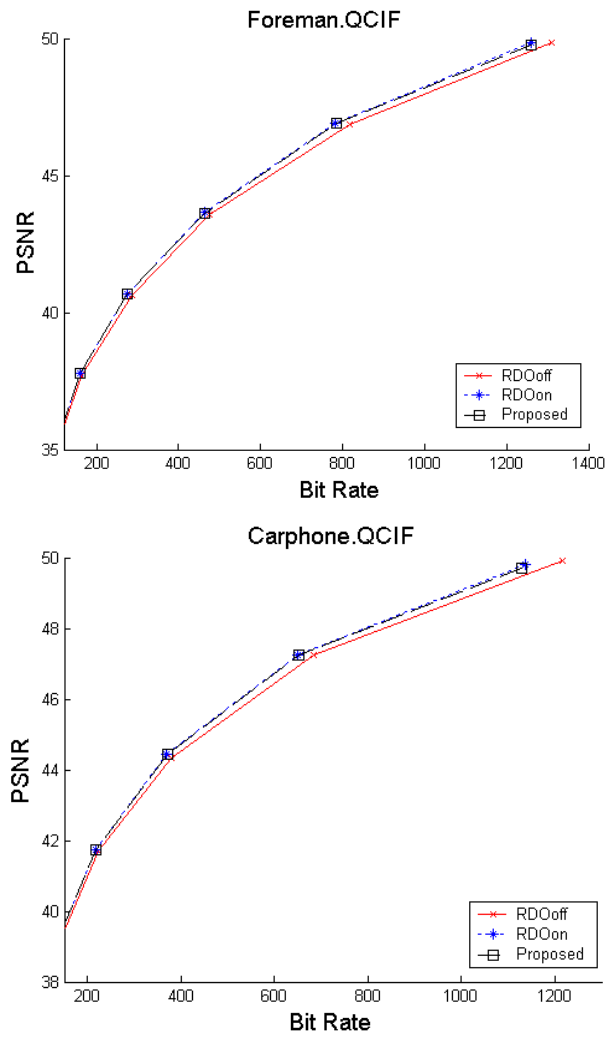 Foreman.QCIF
50
45
40
35
PSNR
RDOoff
RDOon
Proposed
200 400 600 800 1000 1200 1400
Bit Rate
Carphone.QCIF
50
48
46
44
42
40
38
PSNR
RDOoff
RDOon
Proposed
200 400 600 800 1000 1200
Bit Rate